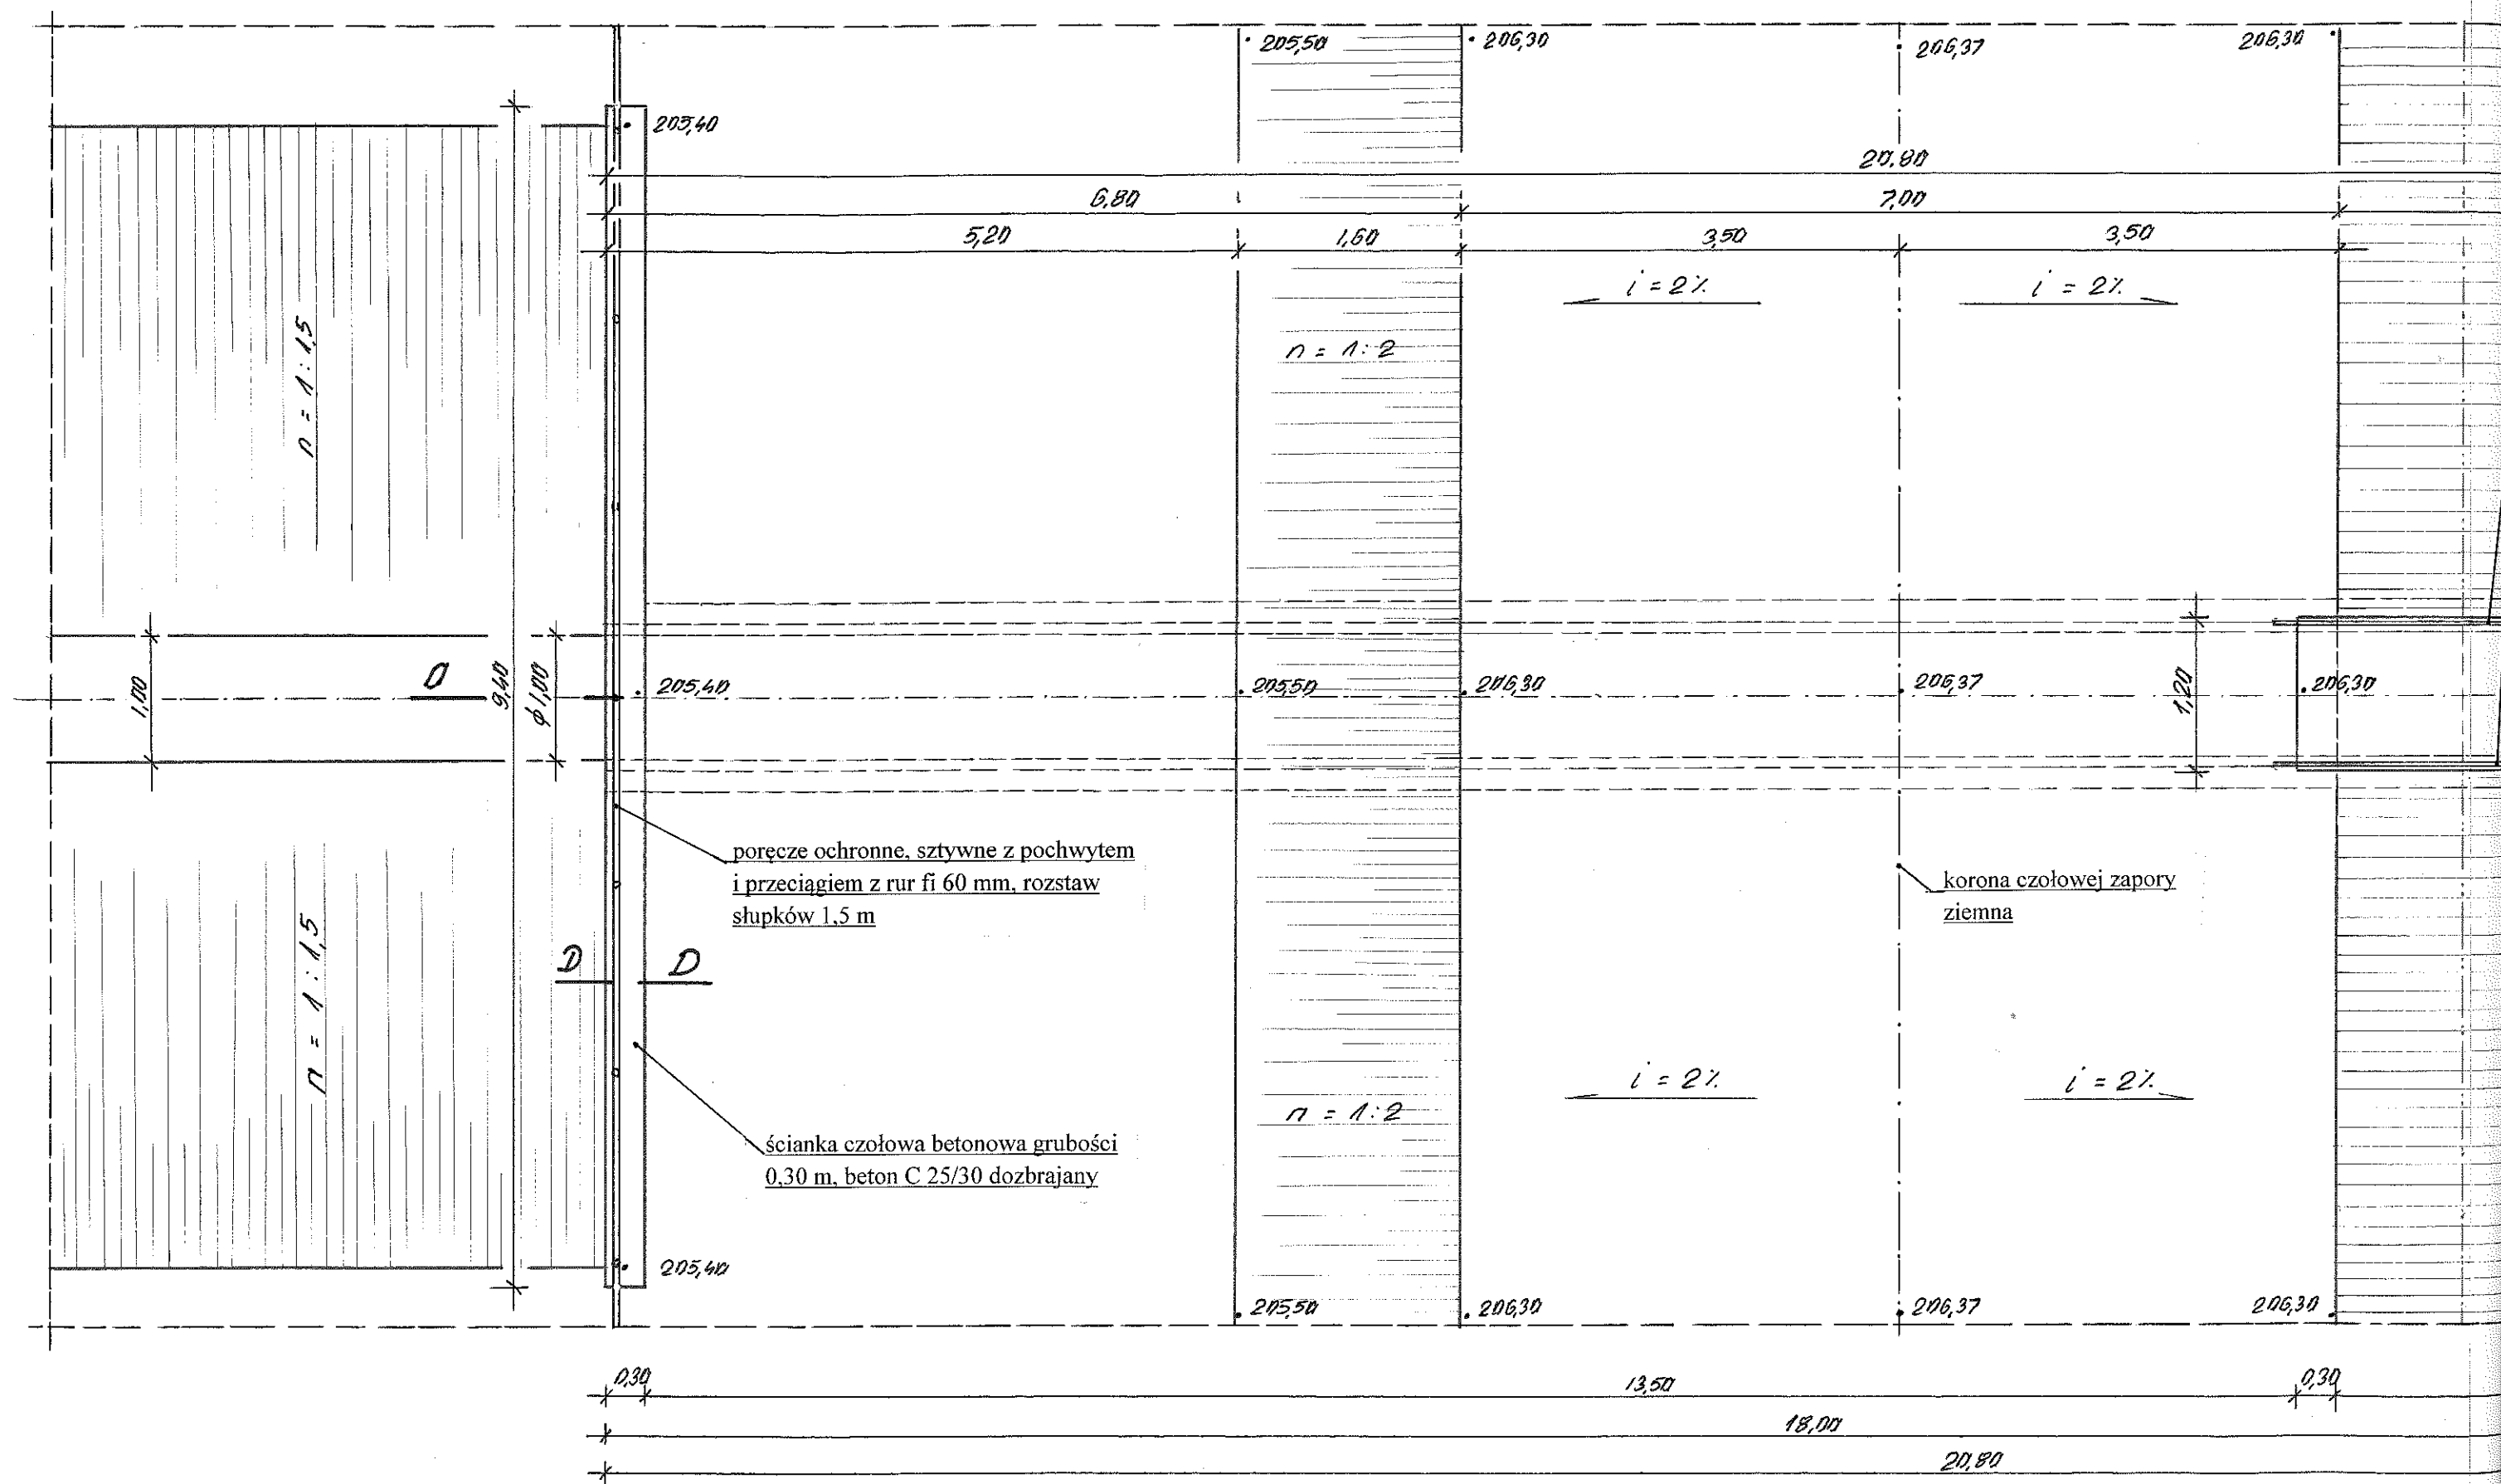 205,50
206,30
206,37
206,30
205,40
20,80
6,80
7,00
5,20
1,60
3,50
3,50
i = 2%
i = 2%
n = 1:1,5
n = 1:2
1,00
D
9,40
ϕ1,00
205,40
205,50
206,30
206,37
1,20
206,30
poręcze ochronne, sztywne z pochwytem
i przeciągiem z rur fi 60 mm, rozstaw
słupków 1,5 m
korona czołowej zapory
ziemna
n = 1:1,5
D
D
i = 2%
i = 2%
n = 1:2
ścianka czołowa betonowa grubości
0,30 m, beton C 25/30 dozbrajany
205,40
205,50
206,30
206,37
206,30
0,30
13,50
0,30
18,00
20,80